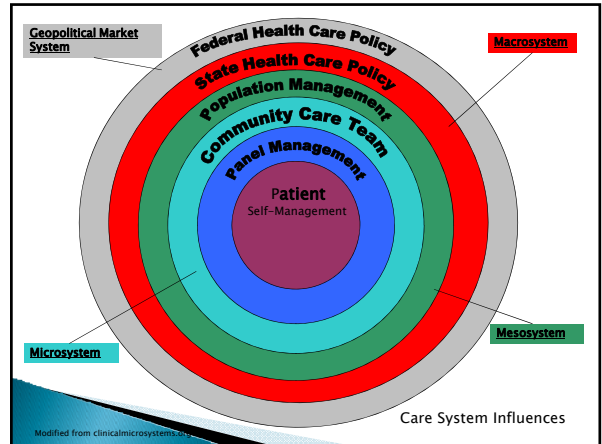 Geopolitical Market
System
Macrosystem
Federal Health Care Policy
State Health Care Policy
Population Management
Community Care Team
Panel Management
Patient
Self-Management
Microsystem
Mesosystem
Care System Influences
Modified from clinicalmicrosystems.org